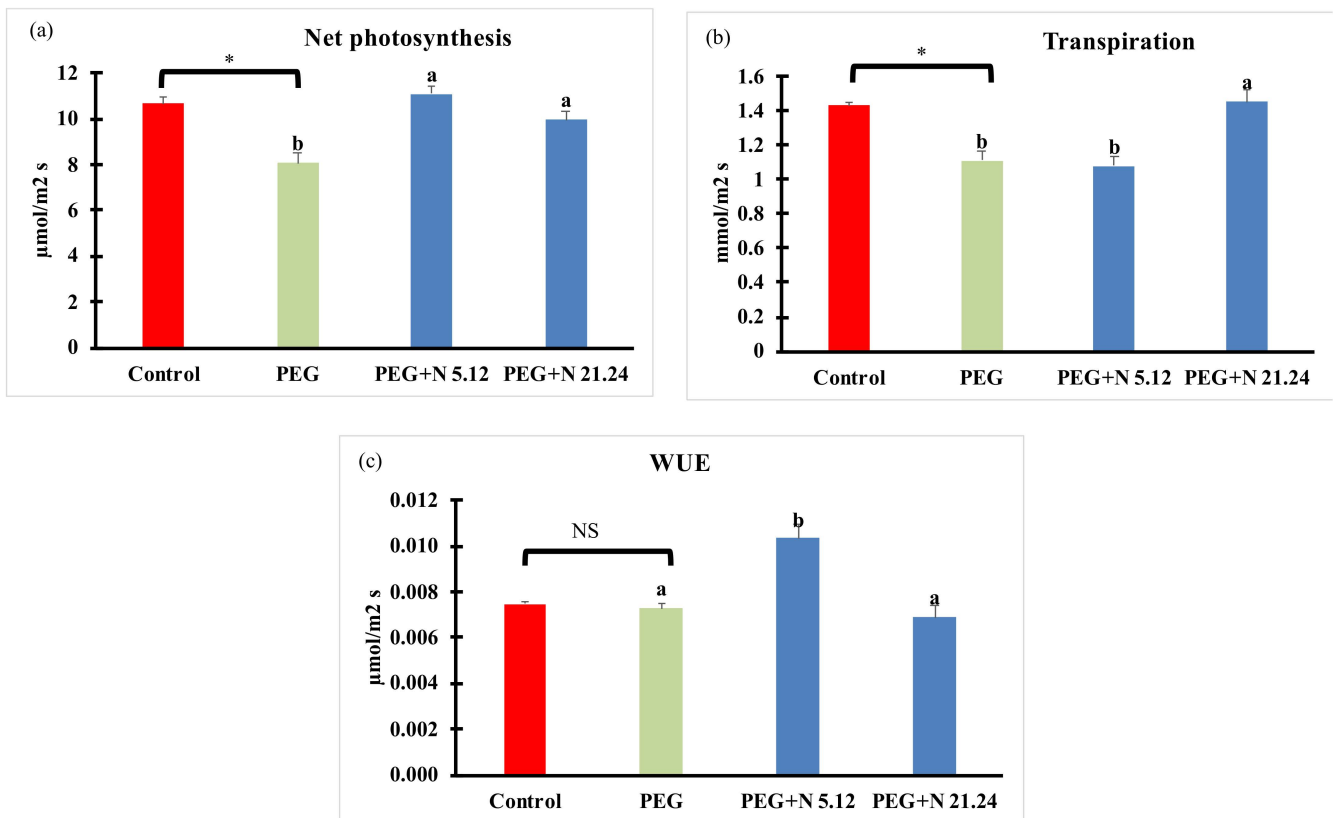 (a)
Net photosynthesis
*
a
a
b
12
10
8
6
4
2
0
µmol/m2 s
Control
PEG
PEG+N 5.12
PEG+N 21.24
(b)
Transpiration
*
a
b
b
1.6
1.4
1.2
1
0.8
0.6
0.4
0.2
0
mmol/m2 s
Control
PEG
PEG+N 5.12
PEG+N 21.24
(c)
WUE
NS
b
a
a
0.012
0.010
0.008
0.006
0.004
0.002
0.000
µmol/m2 s
Control
PEG
PEG+N 5.12
PEG+N 21.24